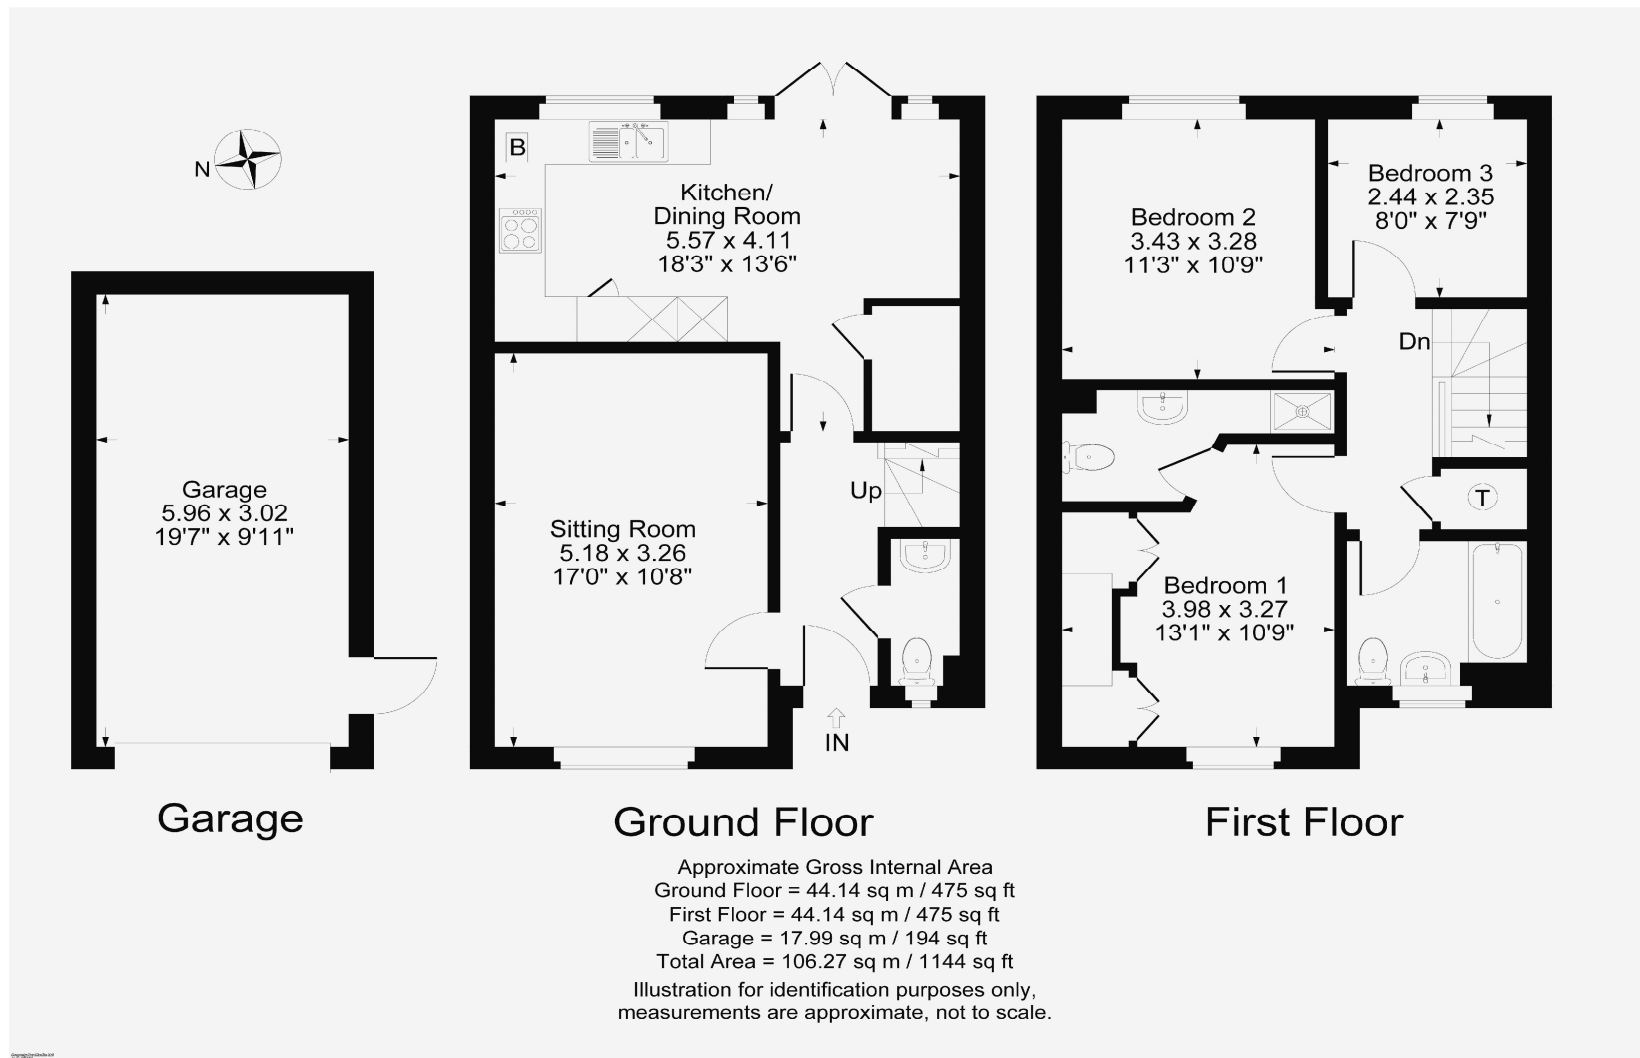 N
Garage
5.96 x 3.02
19'7" x 9'11"
Garage
B
Kitchen/
Dining Room
5.57 x 4.11
18'3" x 13'6"
Sitting Room
5.18 x 3.26
17'0" x 10'8"
Up
IN
Ground Floor
Bedroom 2
3.43 x 3.28
11'3" x 10'9"
Bedroom 3
2.44 x 2.35
8'0" x 7'9"
Dn
T
Bedroom 1
3.98 x 3.27
13'1" x 10'9"
First Floor
Approximate Gross Internal Area
Ground Floor = 44.14 sq m / 475 sq ft
First Floor = 44.14 sq m / 475 sq ft
Garage = 17.99 sq m / 194 sq ft
Total Area = 106.27 sq m / 1144 sq ft
Illustration for identification purposes only,
measurements are approximate, not to scale.